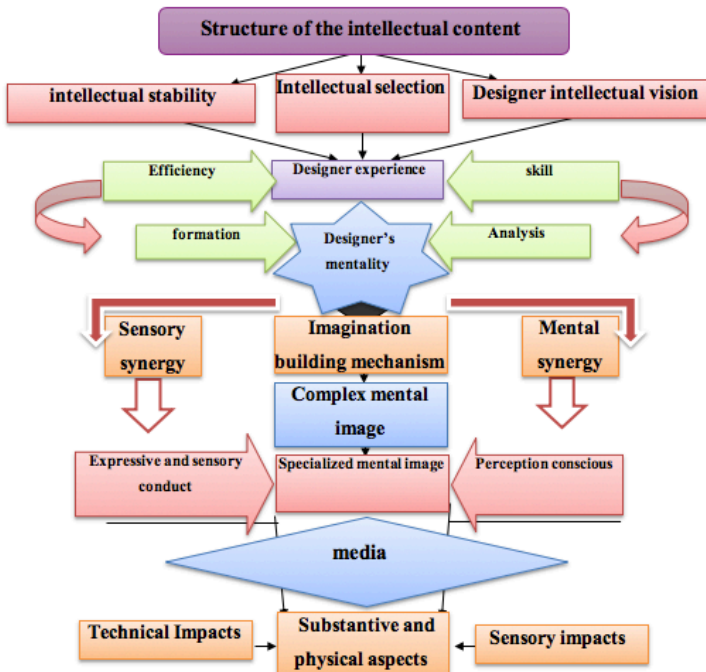 Structure of the intellectual content
intellectual stability
Intellectual selection
Designer intellectual vision
Efficiency
Designer experience
skill
formation
Designer's
mentality
Analysis
Sensory
synergy
Imagination
building mechanism
Mental
synergy
Complex mental
image
Expressive and sensory
conduct
Specialized mental image
Perception conscious
media
Technical Impacts
Substantive and
physical aspects
Sensory impacts